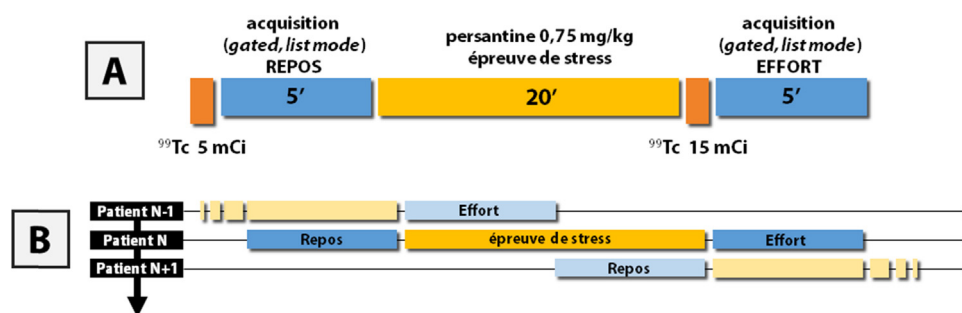 acquisition
(gated, list mode)
REPOS
persantine 0,75 mg/kg
épreuve de stress
acquisition
(gated, list mode)
EFFORT
A
5’
20’
5’
⁹⁹Tc 5 mCi
⁹⁹Tc 15 mCi
B
Patient N-1
Effort
Patient N
Repos
épreuve de stress
Effort
Patient N+1
Repos